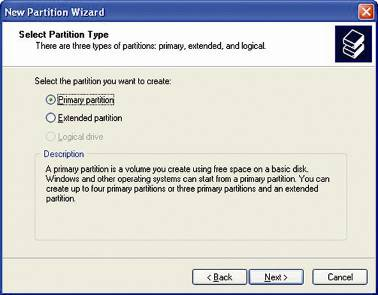 New Partition Wizard
Select Partition Type
There are three types of partitions: primary, extended, and logical.
Select the partition you want to create:
Primary partition
Extended partition
Logical drive
Description
A primary partition is a volume you create using free space on a basic disk.
Windows and other operating systems can start from a primary partition. You can
create up to four primary partitions or three primary partitions and an extended
partition.
< Back
Next >
Cancel